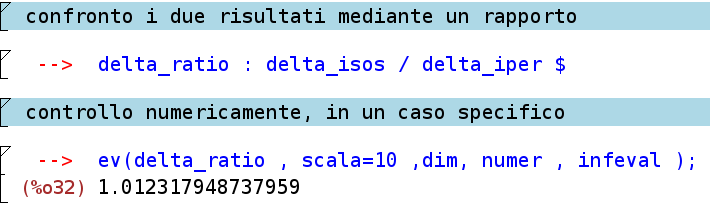 confronto i due risultati mediante un rapporto
--> delta_ratio : delta_isos / delta_iper $
controllo numericamente, in un caso specifico
--> ev(delta_ratio , scala=10 ,dim, numer , infeval );
(%o32) 1.012317948737959